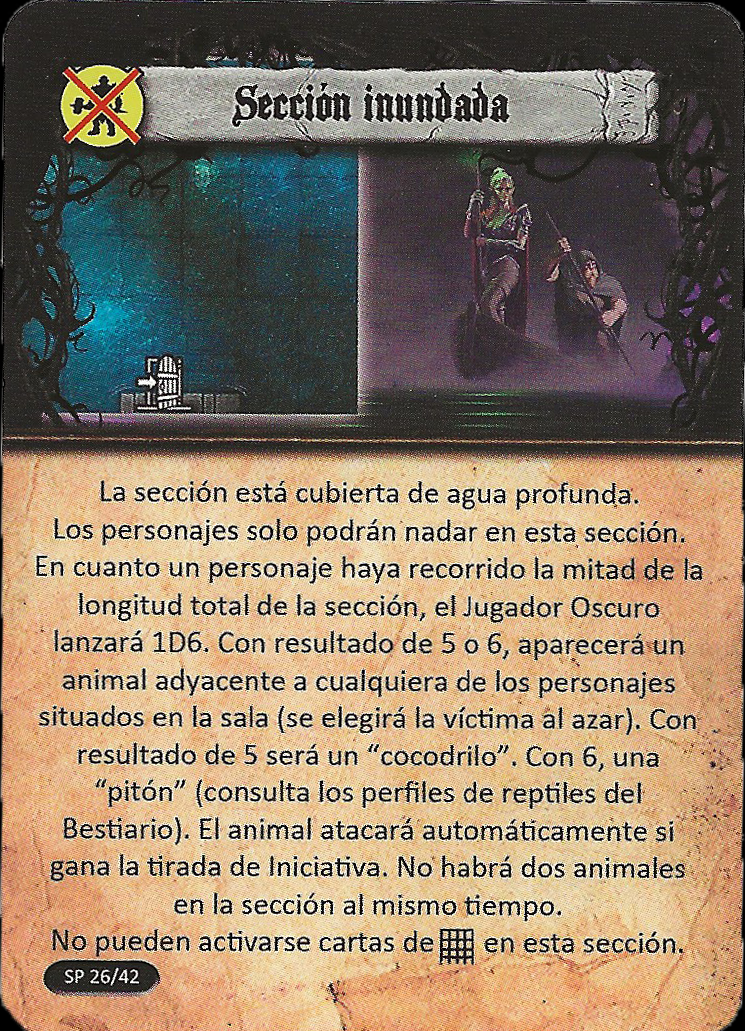 Sección inundada
La sección está cubierta de agua profunda.
Los personajes solo podrán nadar en esta sección.
En cuanto un personaje haya recorrido la mitad de la
longitud total de la sección, el Jugador Oscuro
lanzará 1D6. Con resultado de 5 o 6, aparecerá un
animal adyacente a cualquiera de los personajes
situados en la sala (se elegirá la víctima al azar). Con
resultado de 5 será un “cocodrilo”. Con 6, una
“pitón” (consulta los perfiles de reptiles del
Bestiario). El animal atacará automáticamente si
gana la tirada de Iniciativa. No habrá dos animales
en la sección al mismo tiempo.
No pueden activarse cartas de en esta sección.
SP 26/42